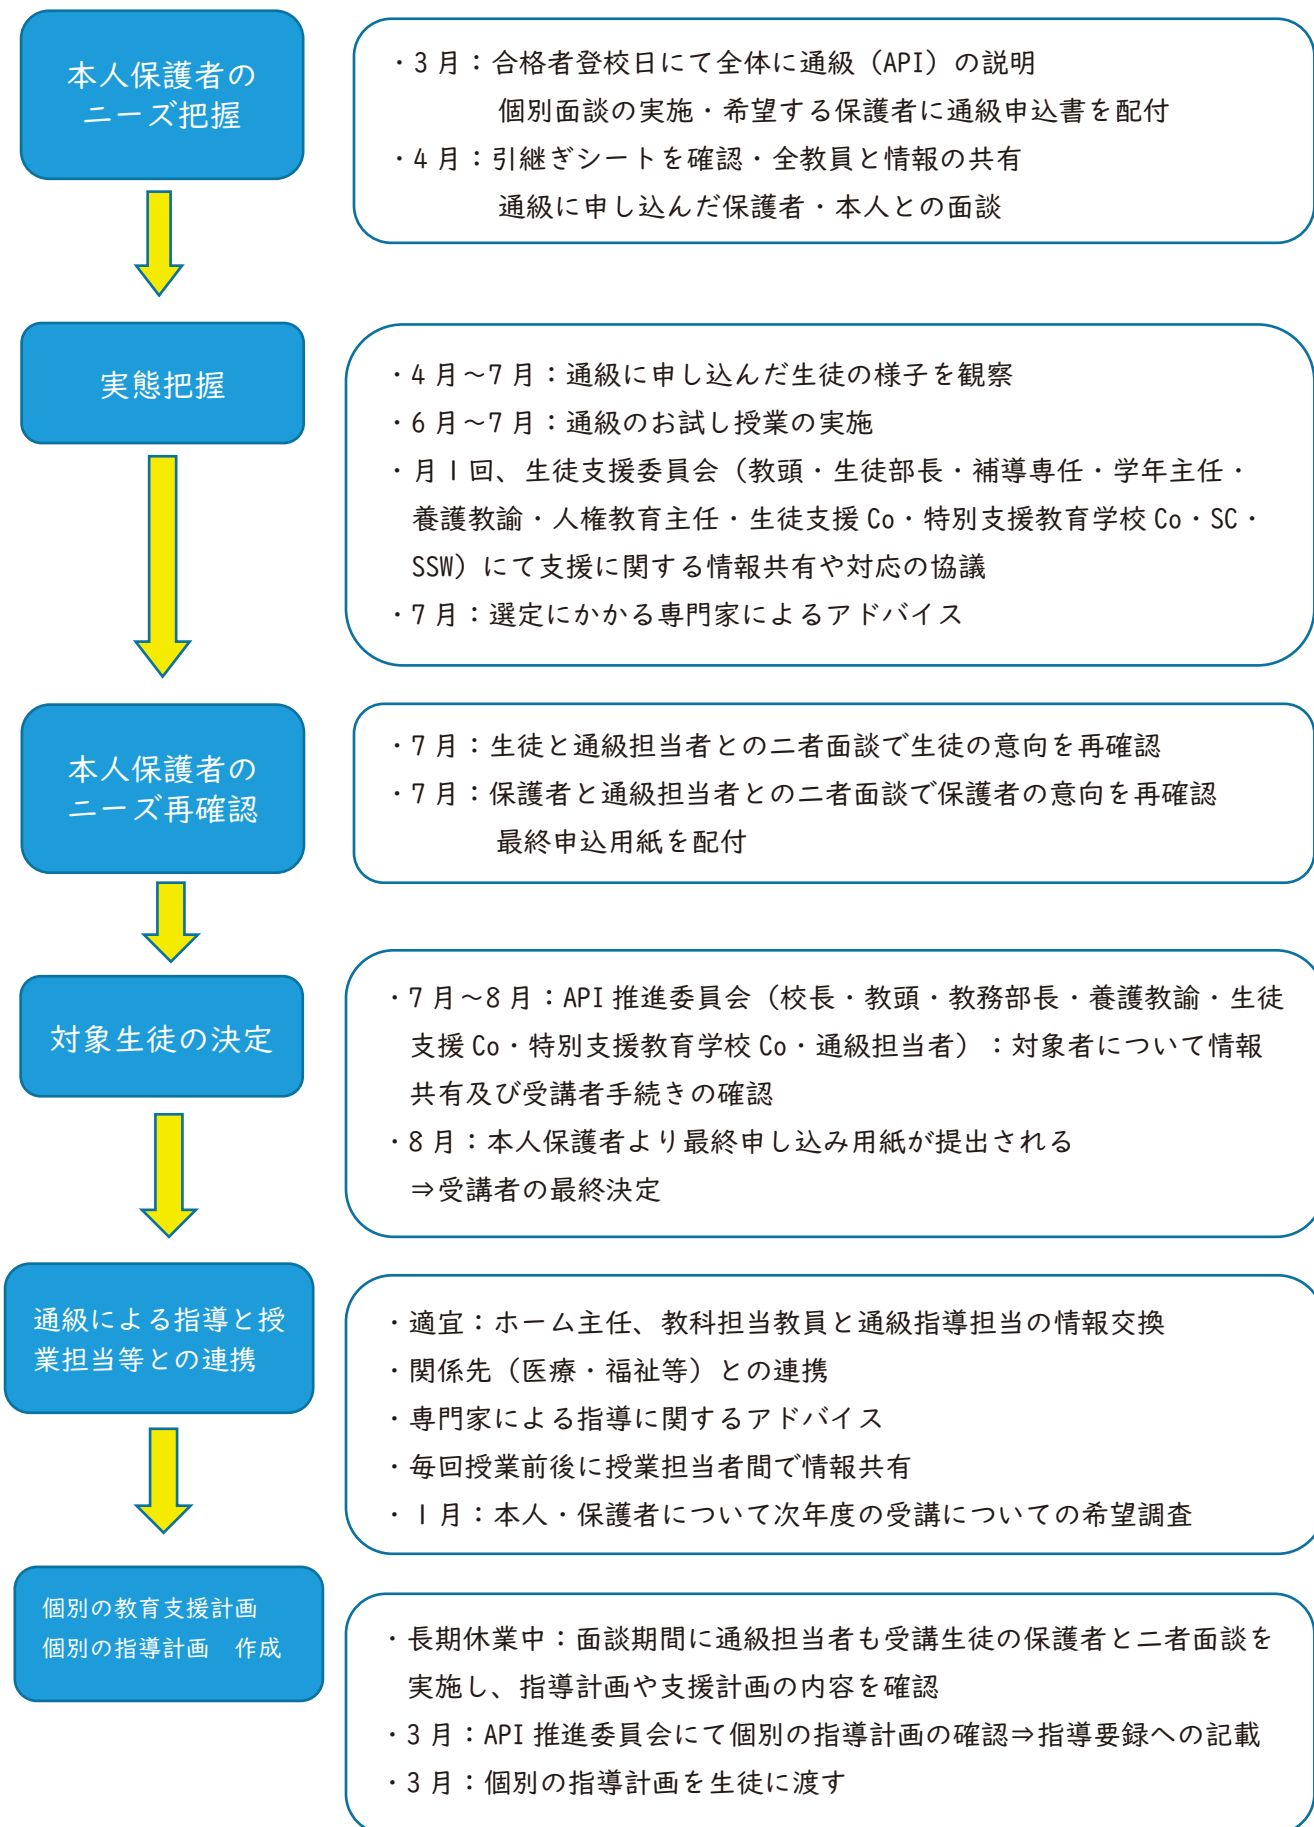 本人保護者の
ニーズ把握
・3月：合格者登校日にて全体に通級（API）の説明
個別面談の実施・希望する保護者に通級申込書を配付
・4月：引継ぎシートを確認・全教員と情報の共有
通級に申し込んだ保護者・本人との面談
実態把握
・4月～7月：通級に申し込んだ生徒の様子を観察
・6月～7月：通級のお試し授業の実施
・月1回、生徒支援委員会（教頭・生徒部長・補導専任・学年主任・
養護教諭・人権教育主任・生徒支援Co・特別支援教育学校Co・SC・
SSW）にて支援に関する情報共有や対応の協議
・7月：選定にかかる専門家によるアドバイス
本人保護者の
ニーズ再確認
・7月：生徒と通級担当者との二者面談で生徒の意向を再確認
・7月：保護者と通級担当者との二者面談で保護者の意向を再確認
最終申込用紙を配付
対象生徒の決定
・7月～8月：API推進委員会（校長・教頭・教務部長・養護教諭・生徒
支援Co・特別支援教育学校Co・通級担当者）：対象者について情報
共有及び受講者手続きの確認
・8月：本人保護者より最終申し込み用紙が提出される
⇒受講者の最終決定
通級による指導と授
業担当等との連携
・適宜：ホーム主任、教科担当教員と通級指導担当の情報交換
・関係先（医療・福祉等）との連携
・専門家による指導に関するアドバイス
・毎回授業前後に授業担当者間で情報共有
・1月：本人・保護者について次年度の受講についての希望調査
個別の教育支援計画
個別の指導計画　作成
・長期休業中：面談期間に通級担当者も受講生徒の保護者と二者面談を
実施し、指導計画や支援計画の内容を確認
・3月：API推進委員会にて個別の指導計画の確認⇒指導要録への記載
・3月：個別の指導計画を生徒に渡す